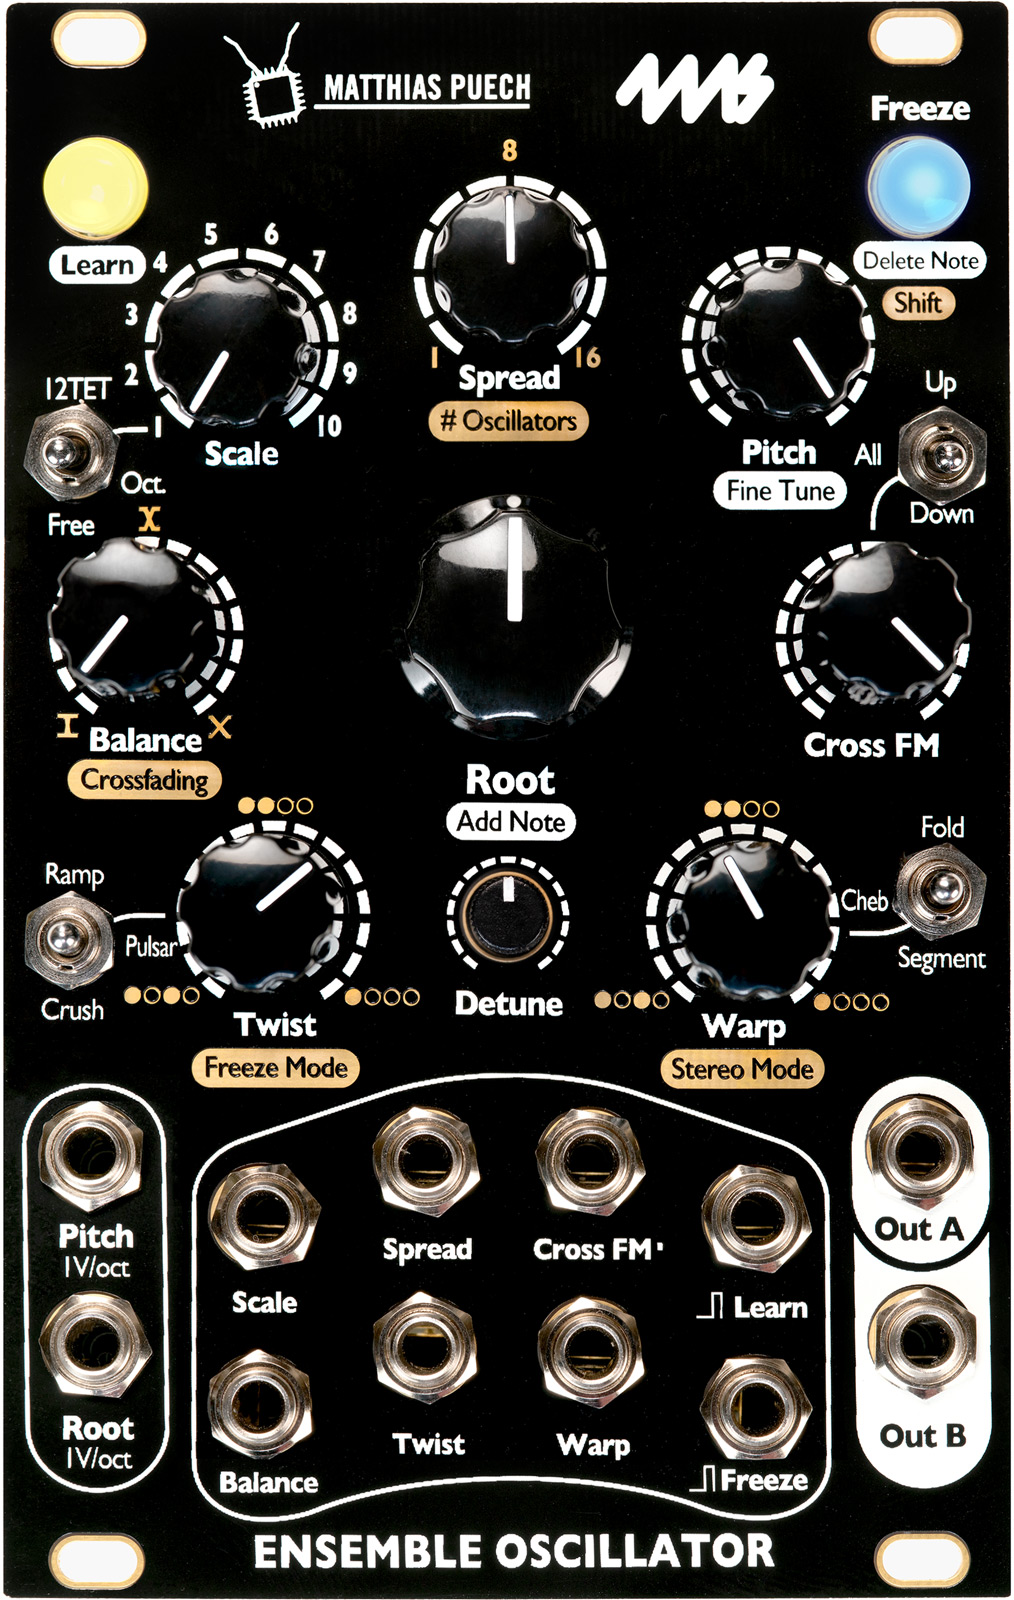 MATTHIAS PUECH
4ms
Freeze
8
Learn
Delete Note
Shift
1 2 3 4 5 6 7 8 9 10
1 16
Spread
# Oscillators
12TET
Oct.
Free
Scale
Pitch
Fine Tune
Up
All
Down
I X
Balance
Crossfading
Cross FM
Root
Add Note
Ramp
Pulsar
Crush
Fold
Cheb
Segment
Twist
Freeze Mode
Detune
Warp
Stereo Mode
Pitch
1V/oct
Root
1V/oct
Scale
Spread
Cross FM
Learn
Balance
Twist
Warp
Freeze
Out A
Out B
ENSEMBLE OSCILLATOR